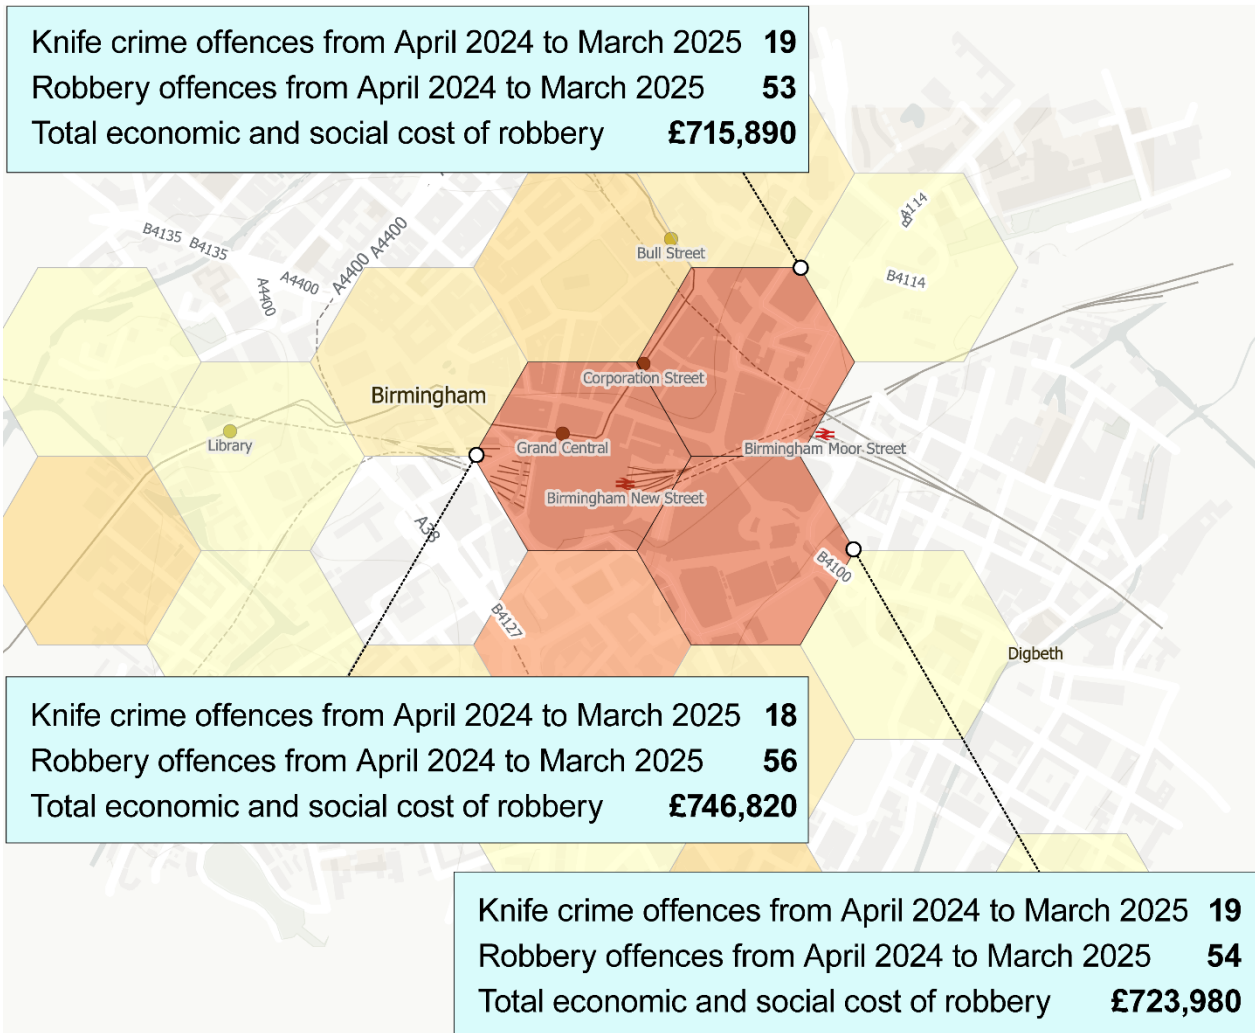 Knife crime offences from April 2024 to March 2025 19
Robbery offences from April 2024 to March 2025 53
Total economic and social cost of robbery £715,890
B4135
B4135
A4400
A4400
A4400
A4400
Bull Street
A114
B4114
Corporation Street
Birmingham
Library
Grand Central
Birmingham Moor Street
Birmingham New Street
A38
B4100
B4127
Digbeth
Knife crime offences from April 2024 to March 2025 18
Robbery offences from April 2024 to March 2025 56
Total economic and social cost of robbery £746,820
Knife crime offences from April 2024 to March 2025 19
Robbery offences from April 2024 to March 2025 54
Total economic and social cost of robbery £723,980